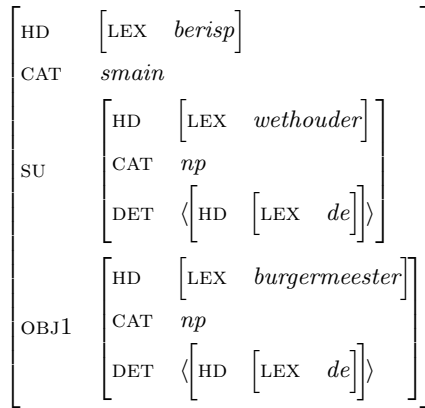 HD [LEX berisp]
CAT smain
SU [HD [LEX wethouder]
CAT np
DET ⟨[HD [LEX de]]⟩]
OBJ1 [HD [LEX burgermeester]
CAT np
DET ⟨[HD [LEX de]]⟩]